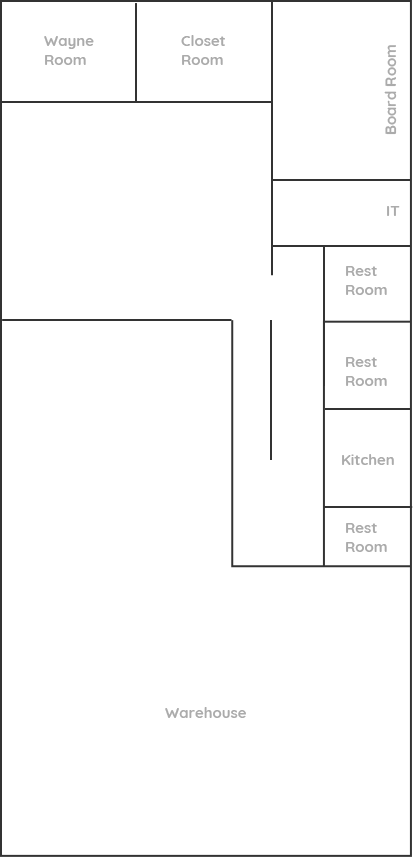 Wayne
Room
Closet
Room
Board Room
IT
Rest
Room
Rest
Room
Kitchen
Rest
Room
Warehouse